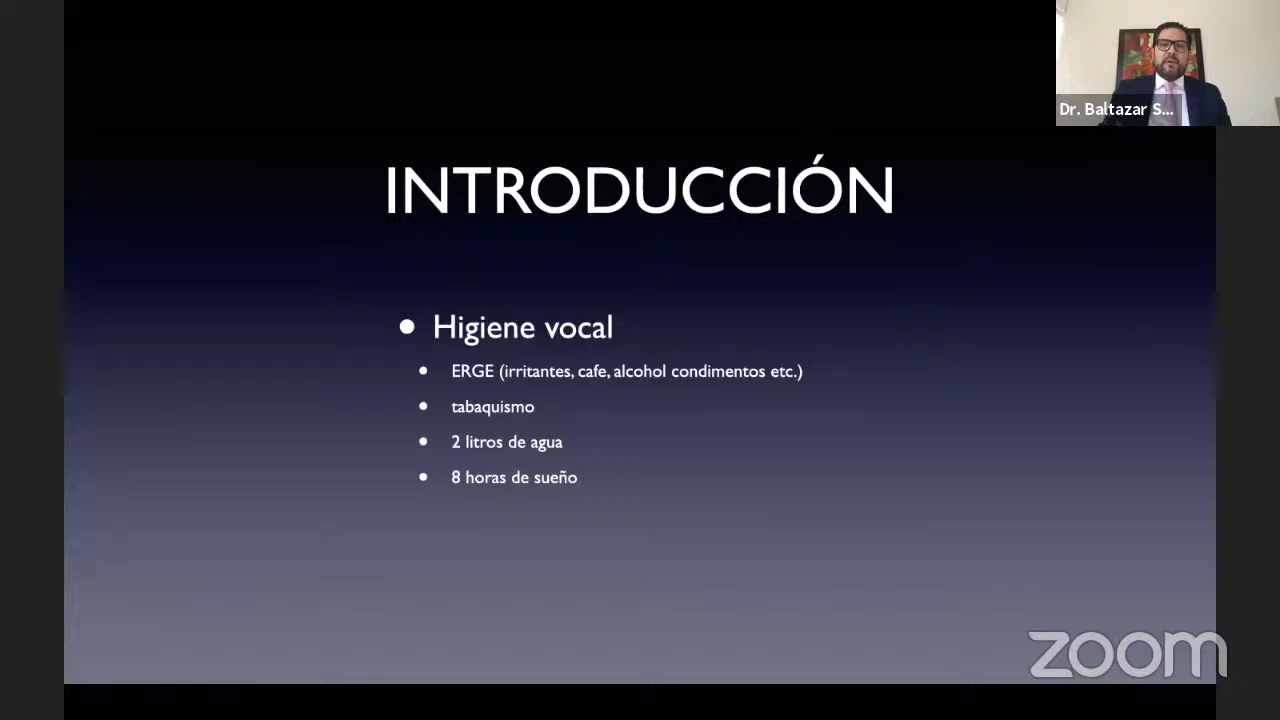 Dr. Baltazar S...
INTRODUCCIÓN
• Higiene vocal
• ERGE (irritantes, cafe, alcohol condimentos etc.)
• tabaquismo
• 2 litros de agua
• 8 horas de sueño
zoom